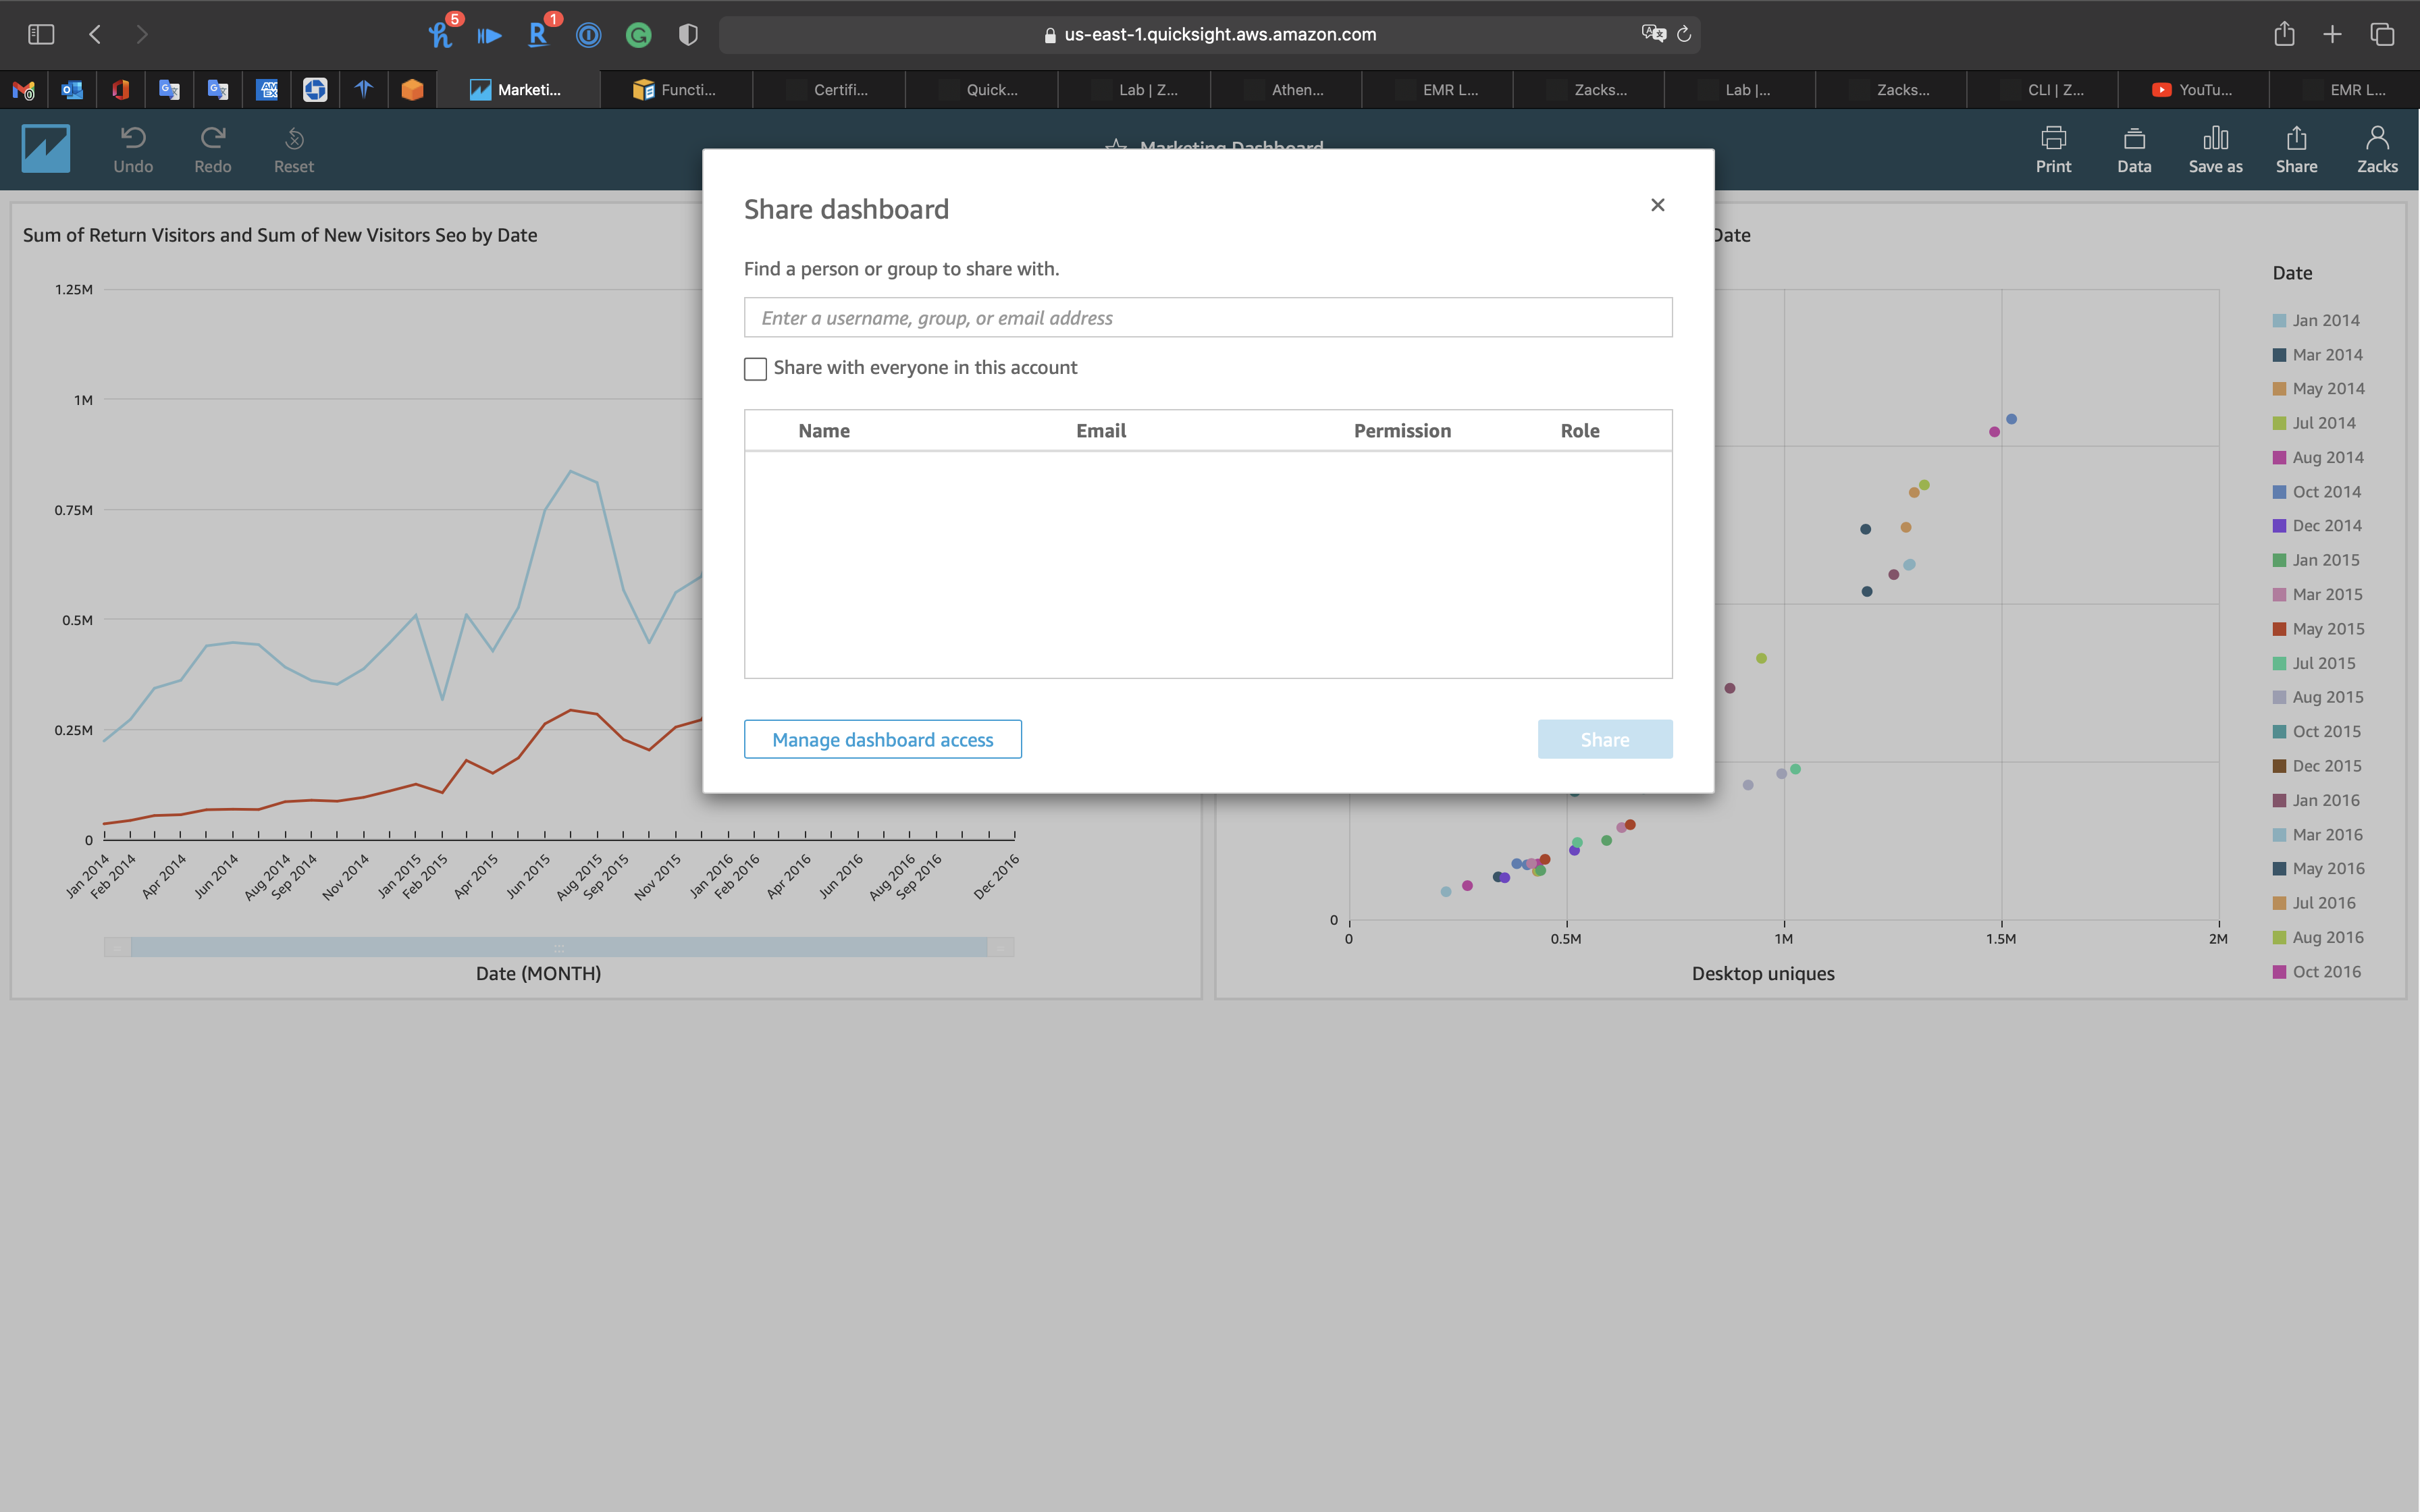 5
1
us-east-1.quicksight.aws.amazon.com
Marketi...
Functi...
Certifi...
Quick...
Lab | Z...
Athen...
EMR L...
Zacks...
Lab |...
Zacks...
CLI | Z...
YouTu...
EMR L...
Undo
Redo
Reset
Marketing Dashboard
Print
Data
Save as
Share
Zacks
Sum of Return Visitors and Sum of New Visitors Seo by Date
1.25M
1M
0.75M
0.5M
0.25M
0
Jan 2014
Feb 2014
Apr 2014
Jun 2014
Aug 2014
Sep 2014
Nov 2014
Jan 2015
Feb 2015
Apr 2015
Jun 2015
Aug 2015
Sep 2015
Nov 2015
Jan 2016
Feb 2016
Apr 2016
Jun 2016
Aug 2016
Sep 2016
Dec 2016
Date (MONTH)
Share dashboard
Find a person or group to share with.
Enter a username, group, or email address
Share with everyone in this account
Name Email Permission Role
Manage dashboard access
Share
Date
0
0
0.5M
1M
1.5M
2M
Desktop uniques
Date
Jan 2014
Mar 2014
May 2014
Jul 2014
Aug 2014
Oct 2014
Dec 2014
Jan 2015
Mar 2015
May 2015
Jul 2015
Aug 2015
Oct 2015
Dec 2015
Jan 2016
Mar 2016
May 2016
Jul 2016
Aug 2016
Oct 2016